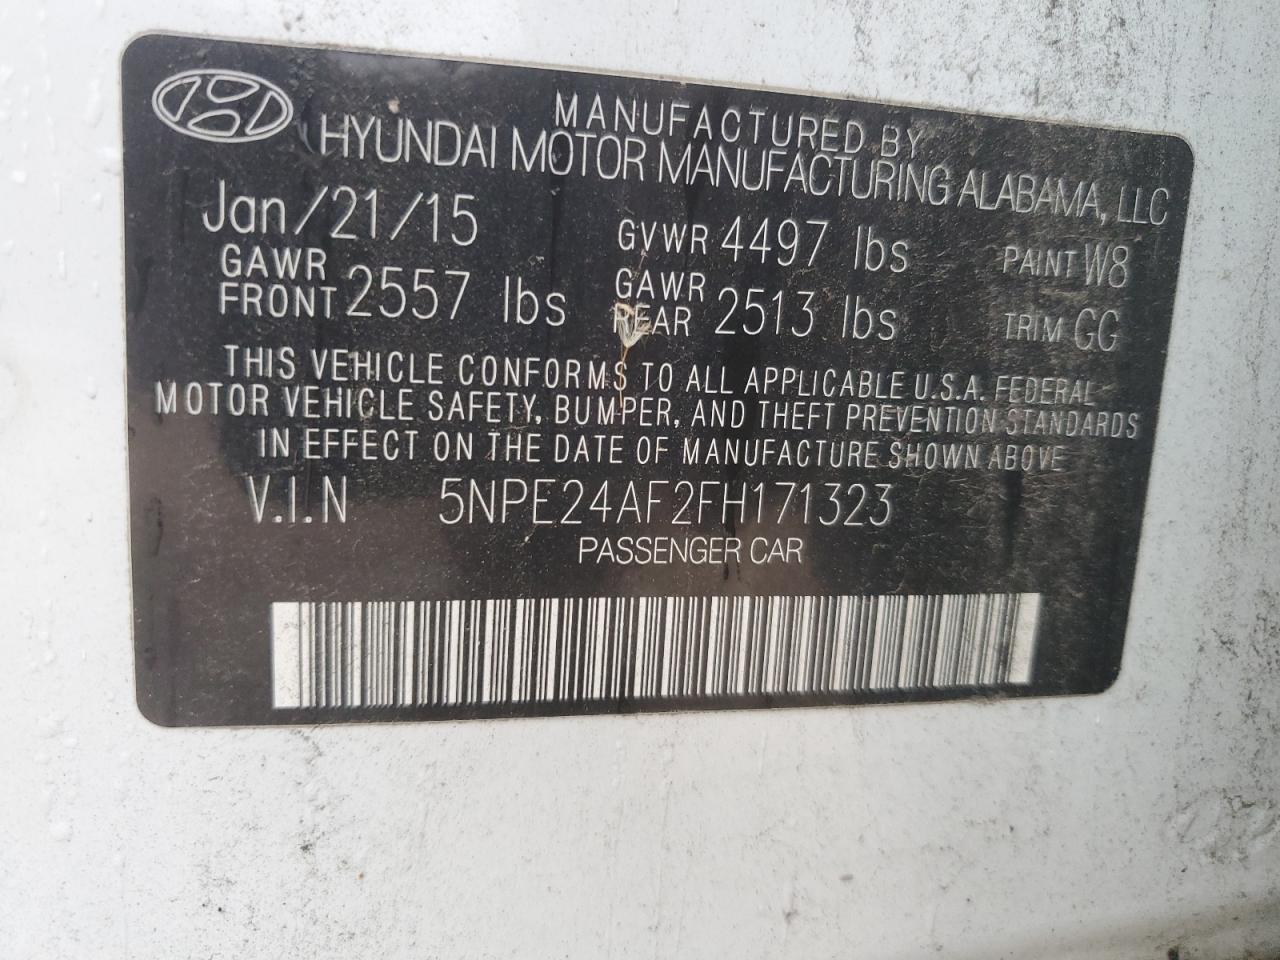 MANUFACTURED BY
HYUNDAI MOTOR MANUFACTURING ALABAMA, LLC
Jan/21/15 GVWR 4497 lbs PAINT W8
GAWR FRONT 2557 lbs GAWR REAR 2513 lbs TRIM GG
THIS VEHICLE CONFORMS TO ALL APPLICABLE U.S.A. FEDERAL
MOTOR VEHICLE SAFETY, BUMPER, AND THEFT PREVENTION STANDARDS
IN EFFECT ON THE DATE OF MANUFACTURE SHOWN ABOVE
V.I.N 5NPE24AF2FH171323
PASSENGER CAR